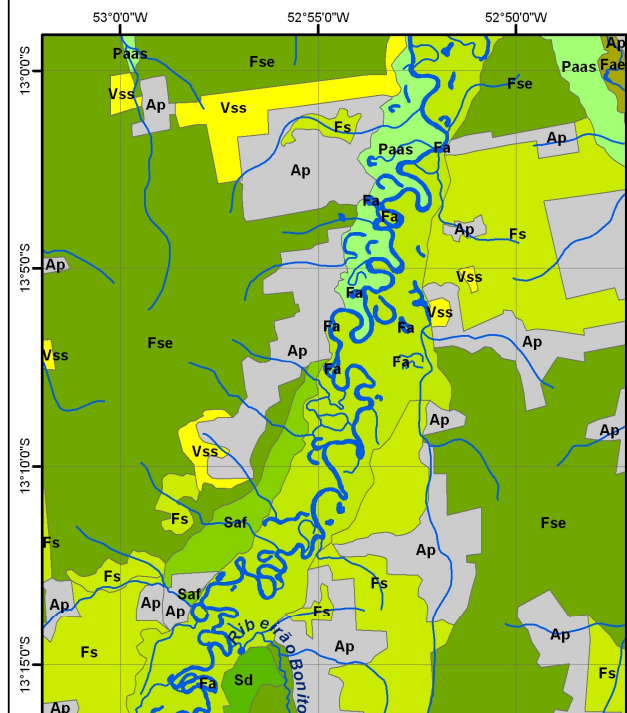 53°0'0"S 52°55'0"S 52°50'0"S
13°0'0"S
13°5'0"S
13°10'0"S
13°15'0"S
Ap
Paas
Fse
Paas
Fae
Vss
Ap
Vss
Fse
Fs
Ap
Paas
Fa
Ap
Fa
Fa
Ap
Fs
Ap
Vss
Fa
Vss
Fa
Fa
Vss
Fse
Ap
Ap
Fa
Fa
Ap
Ap
Vss
Fs
Saf
Fse
Fs
Ap
Fs
Fs
Saf
Ap
Ap
Ap
Fs
Ap
Ribeirão Bonito
Fs
Ap
Fs
Fa
Sd
Ap